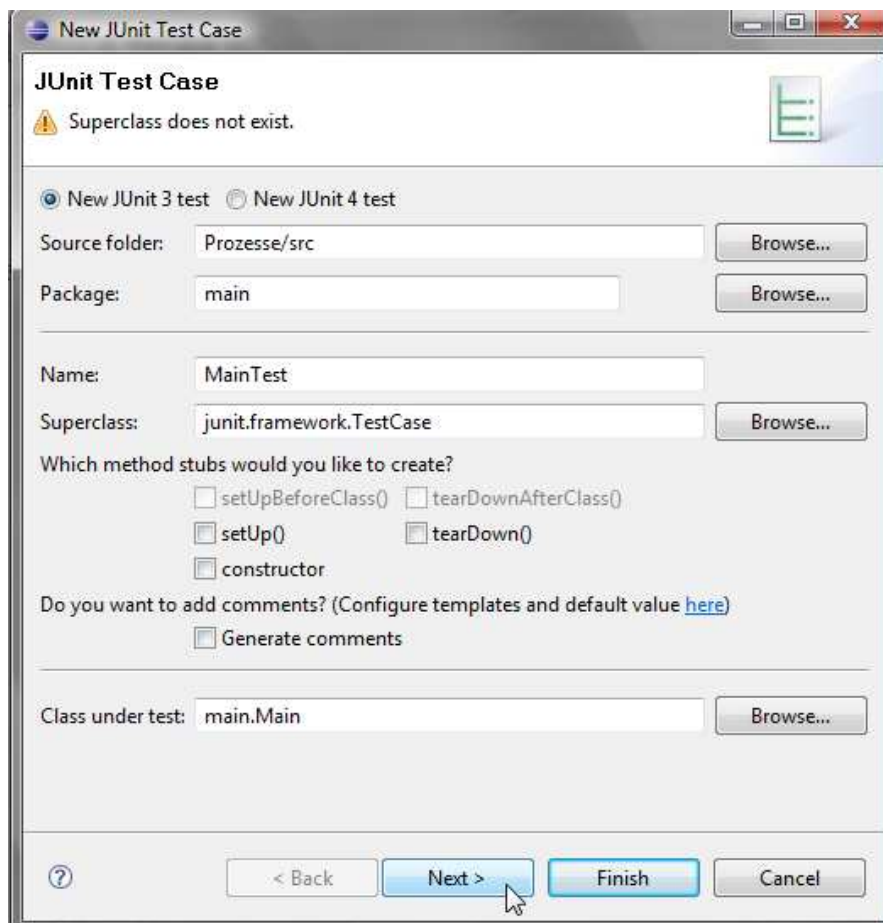 New JUnit Test Case
JUnit Test Case
Superclass does not exist.
New JUnit 3 test New JUnit 4 test
Source folder: Prozesse/src Browse...
Package: main Browse...
Name: MainTest
Superclass: junit.framework.TestCase Browse...
Which method stubs would you like to create?
setUpBeforeClass() tearDownAfterClass()
setUp() tearDown()
constructor
Do you want to add comments? (Configure templates and default value here)
Generate comments
Class under test: main.Main Browse...
? < Back Next > Finish Cancel